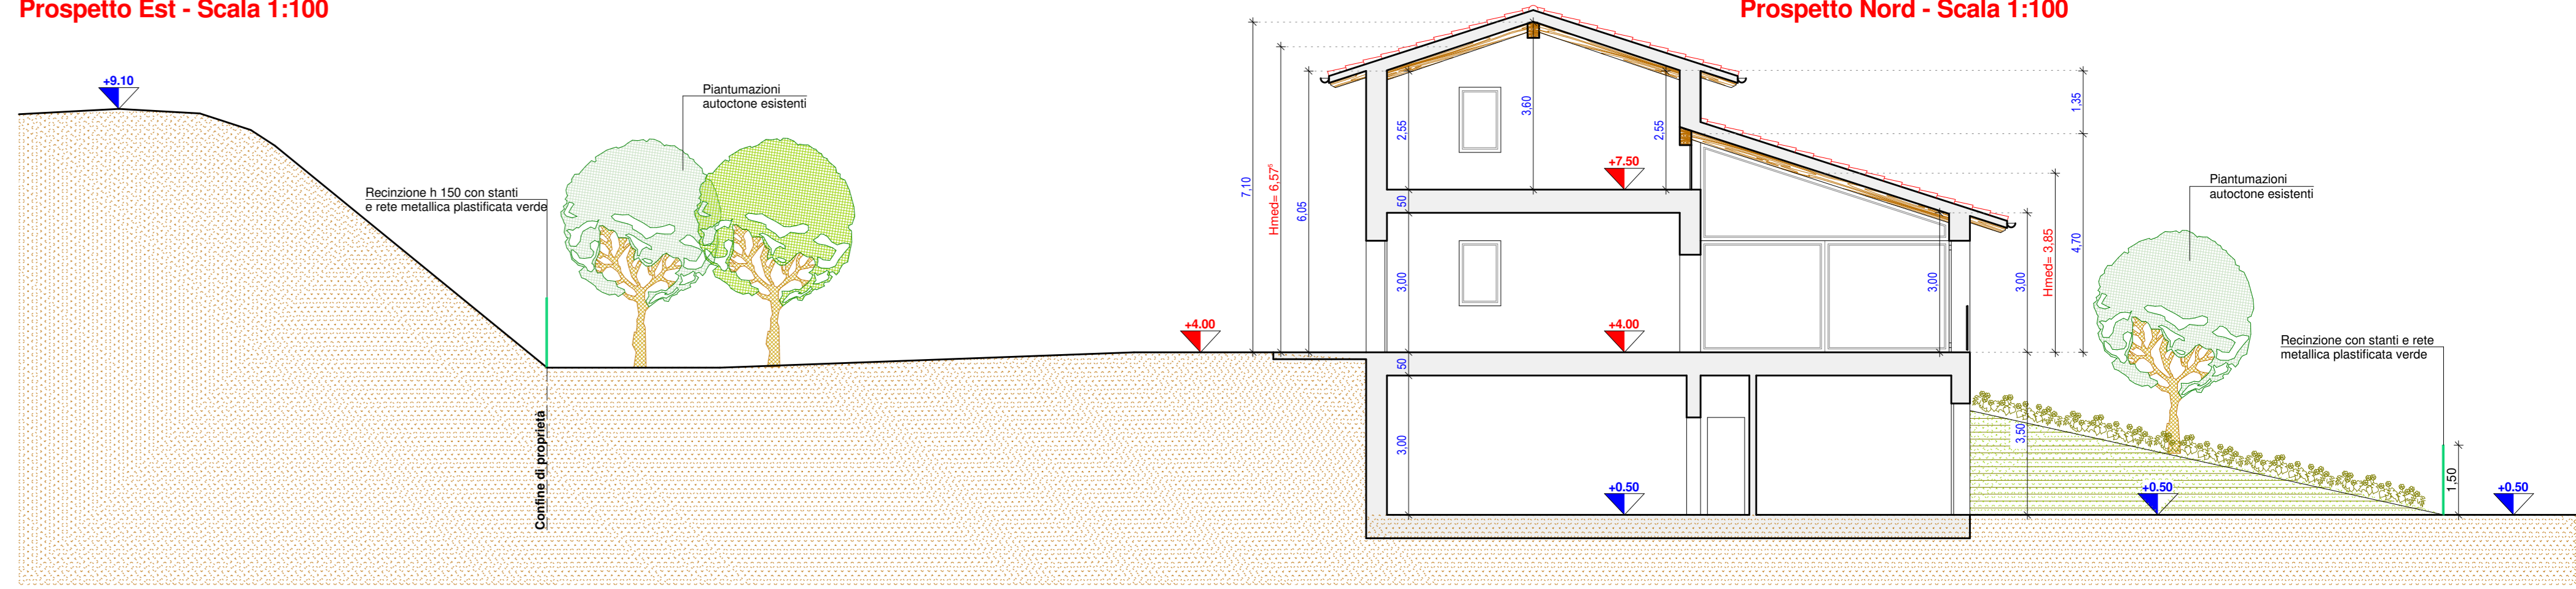 Prospetto Est - Scala 1:100
Prospetto Nord - Scala 1:100
+9.10
Piantumazioni
autoctone esistenti
Recinzione h 150 con stanti
e rete metallica plastificata verde
Confine di proprietà
+4.00
7,10
Hmed= 6,57⁵
6,05
2,55
50
3,00
50
3,00
3,60
2,55
+7.50
+4.00
+0.50
3,00
3,00
Hmed= 3,85
1,35
4,70
3,50
Piantumazioni
autoctone esistenti
Recinzione con stanti e rete
metallica plastificata verde
+0.50
1,50
+0.50